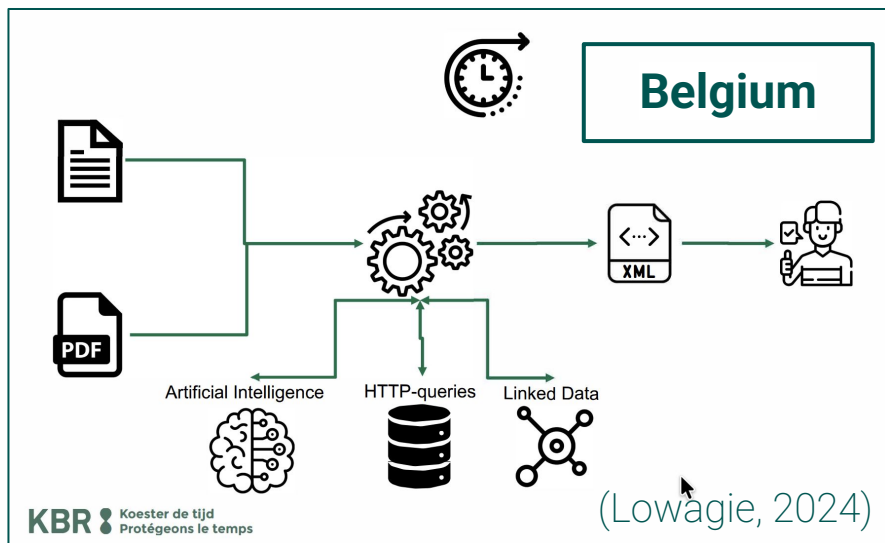 Belgium
XML
PDF
Artificial Intelligence
HTTP-queries
Linked Data
KBR
Koester de tijd
Protégeons le temps
(Lowagie, 2024)